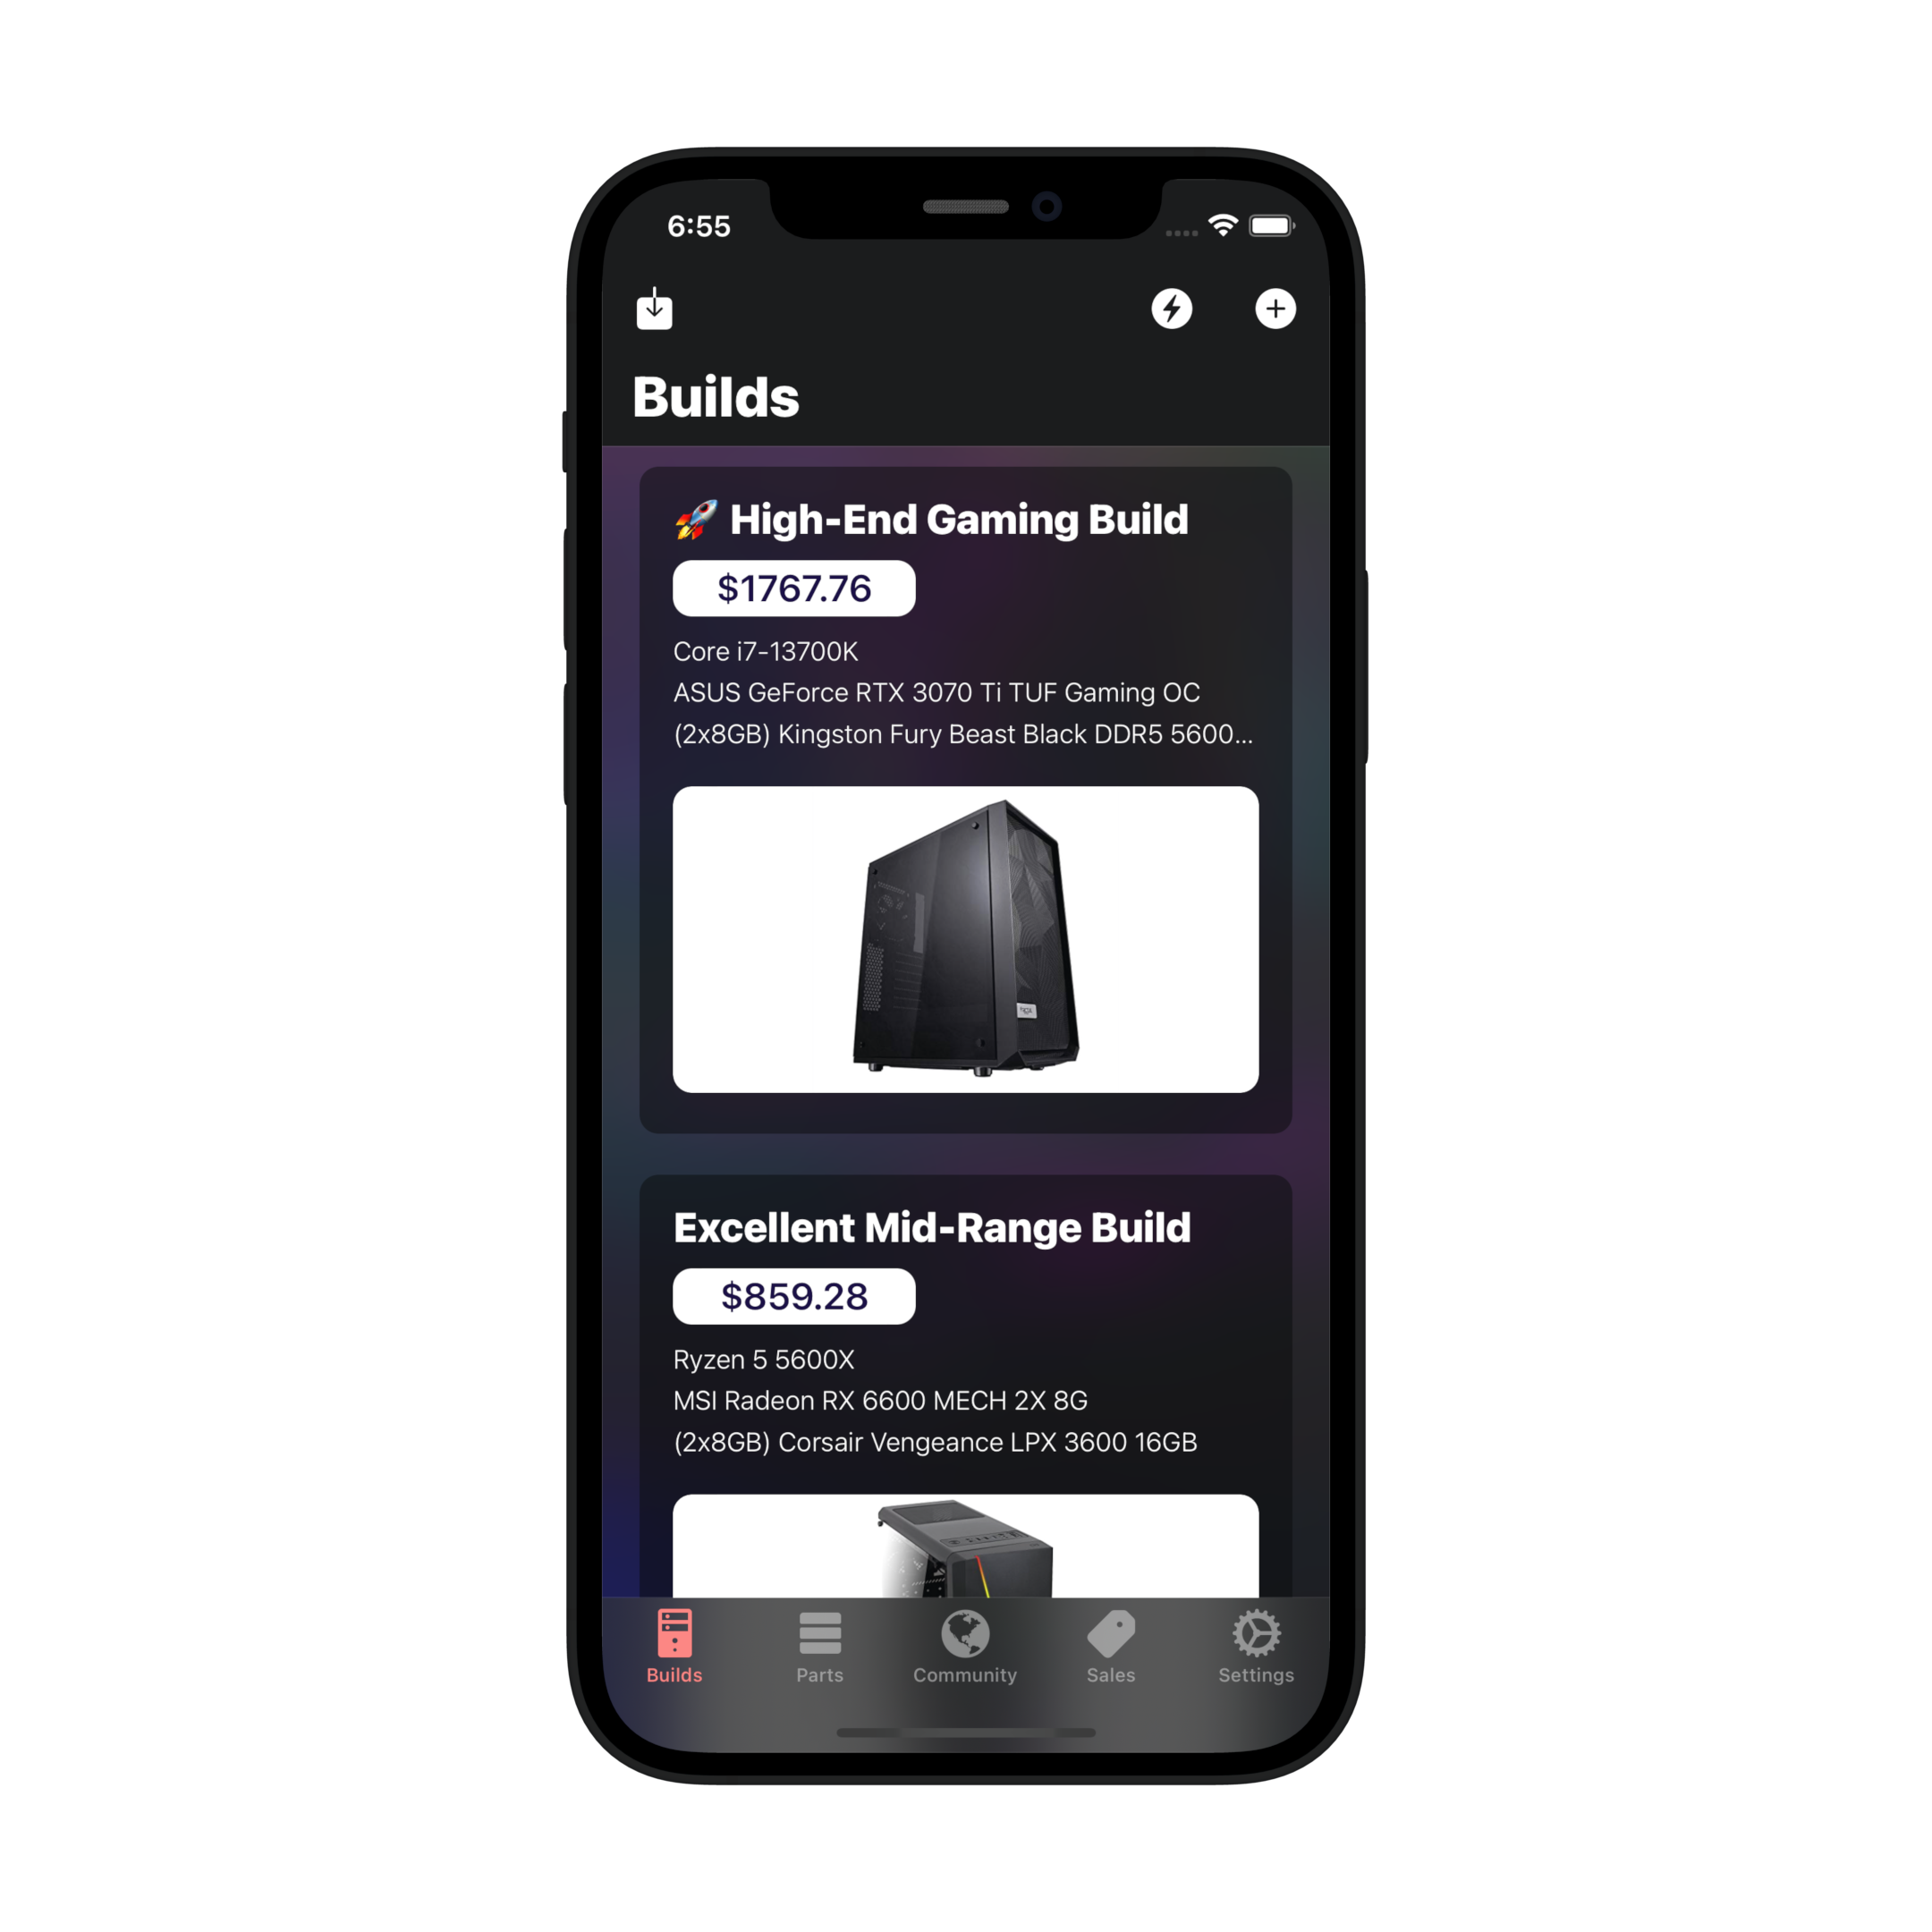 6:55
Builds
🚀 High-End Gaming Build
$1767.76
Core i7-13700K
ASUS GeForce RTX 3070 Ti TUF Gaming OC
(2x8GB) Kingston Fury Beast Black DDR5 5600...
Excellent Mid-Range Build
$859.28
Ryzen 5 5600X
MSI Radeon RX 6600 MECH 2X 8G
(2x8GB) Corsair Vengeance LPX 3600 16GB
Builds Parts Community Sales Settings